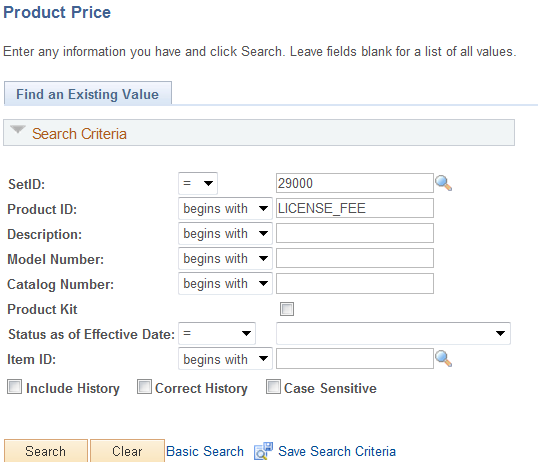 Product Price
Enter any information you have and click Search. Leave fields blank for a list of all values.
Find an Existing Value
Search Criteria
SetID: = 29000
Product ID: begins with LICENSE_FEE
Description: begins with
Model Number: begins with
Catalog Number: begins with
Product Kit
Status as of Effective Date: =
Item ID: begins with
Include History Correct History Case Sensitive
Search Clear Basic Search Save Search Criteria